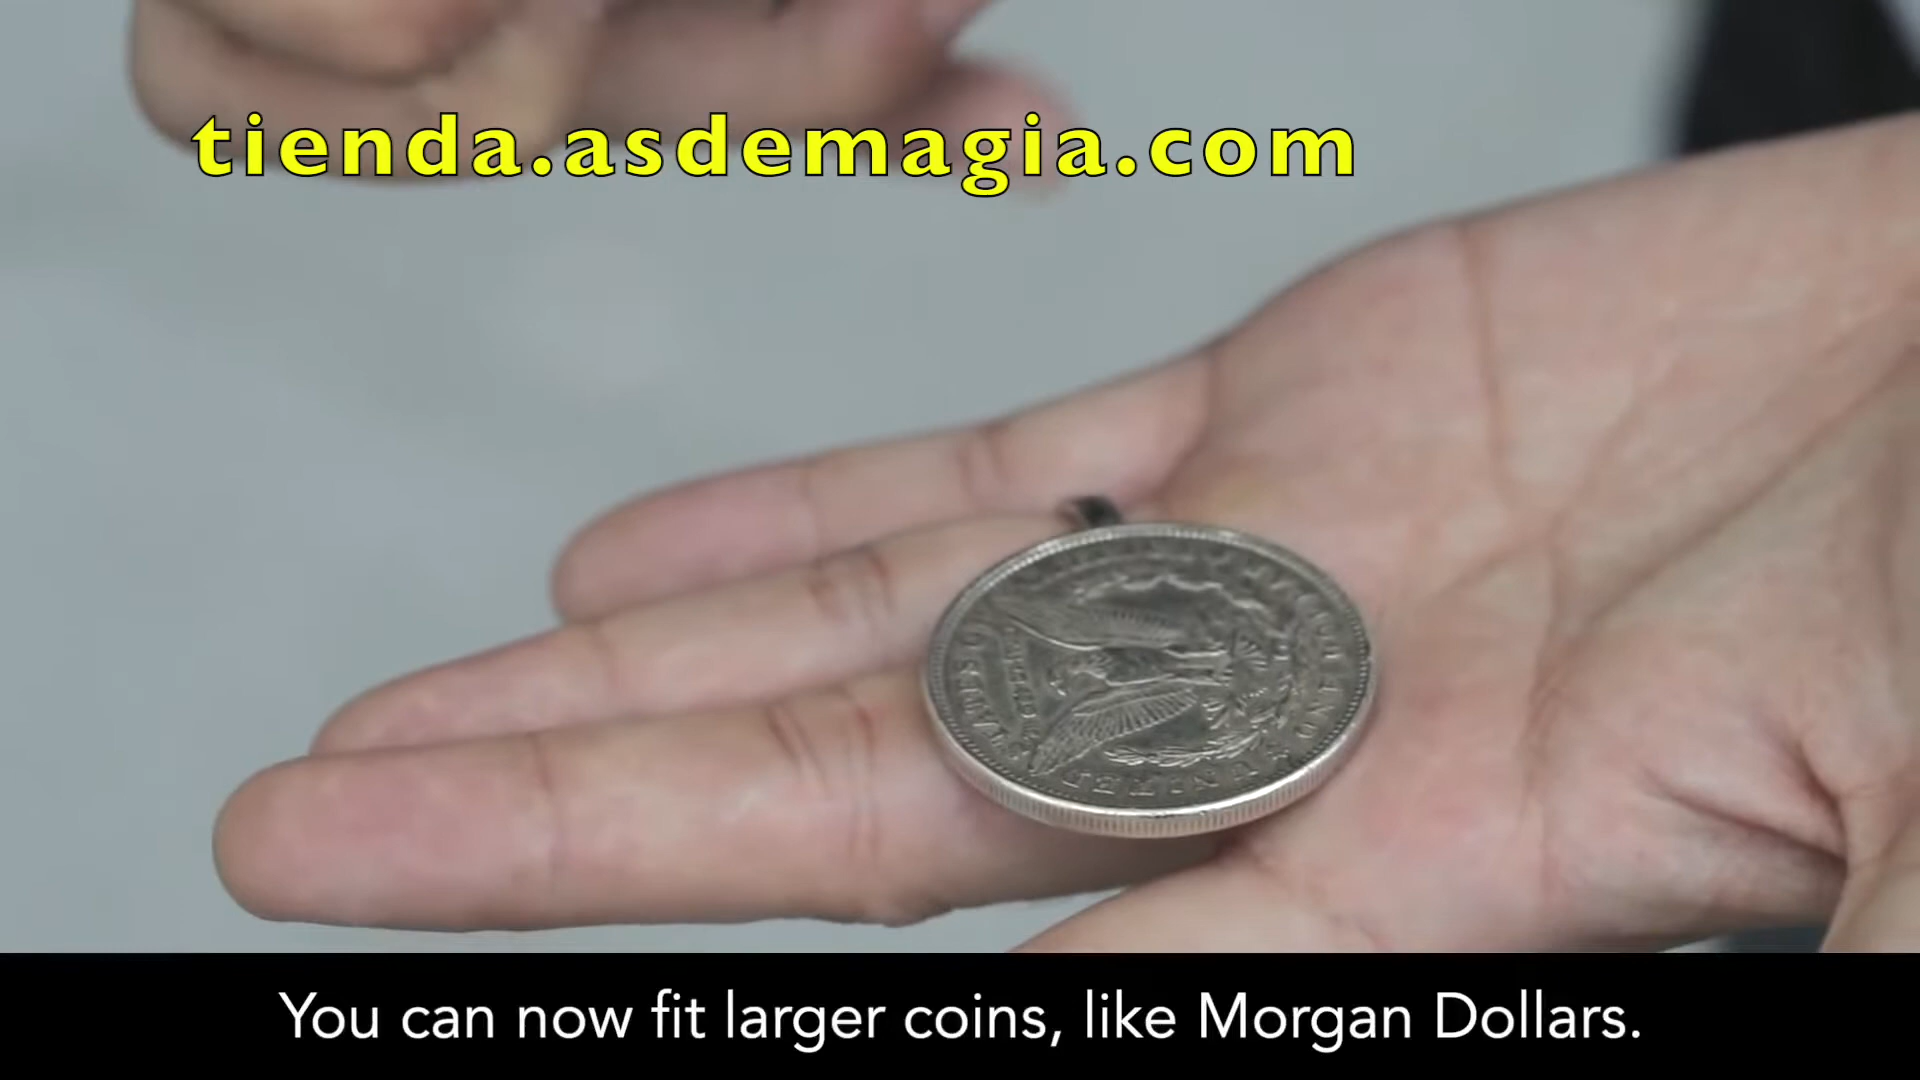 tienda.asdemagia.com
You can now fit larger coins, like Morgan Dollars.